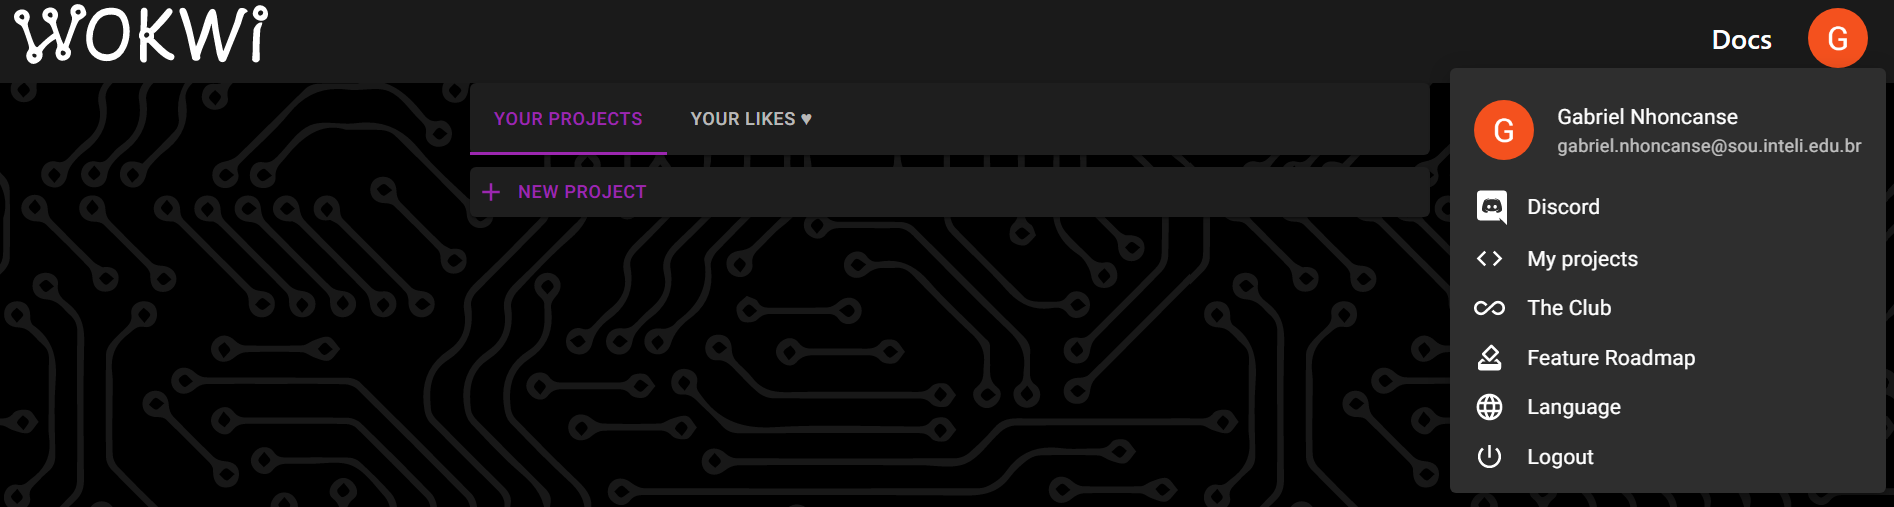 WOKWi
Docs
G
YOUR PROJECTS
YOUR LIKES ♥
+ NEW PROJECT
G
Gabriel Nhoncanse
gabriel.nhoncanse@sou.inteli.edu.br
Discord
My projects
The Club
Feature Roadmap
Language
Logout